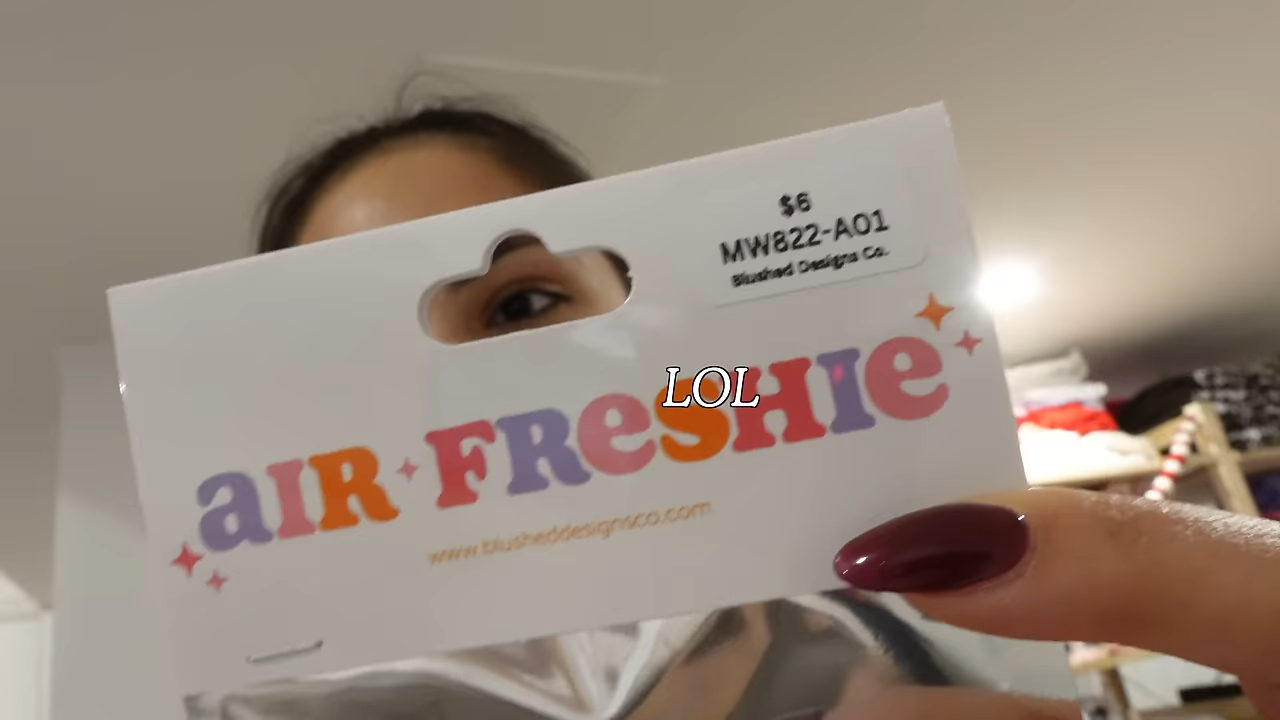 $6
MW822-A01
Blushed Designs Co.
aIR FResHIe
LOL
www.blusheddesignsco.com